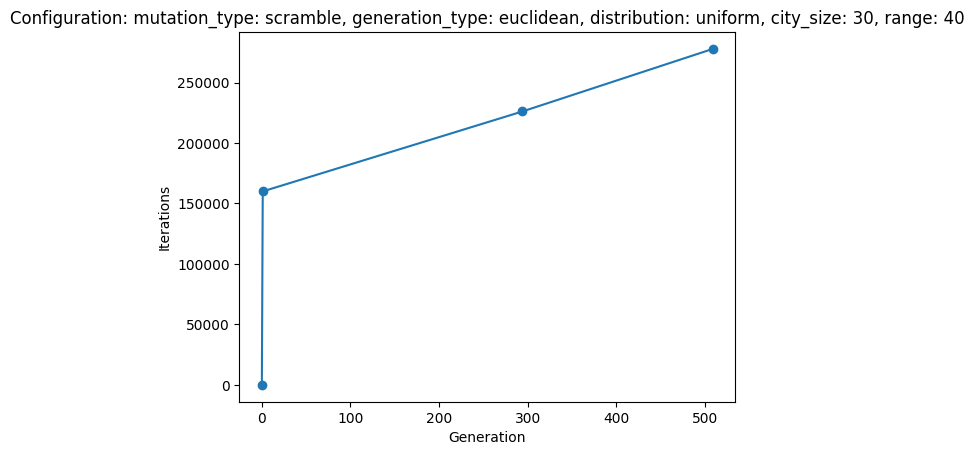 Configuration: mutation_type: scramble, generation_type: euclidean, distribution: uniform, city_size: 30, range: 40
250000
200000
150000
100000
50000
0
Iterations
0 100 200 300 400 500
Generation